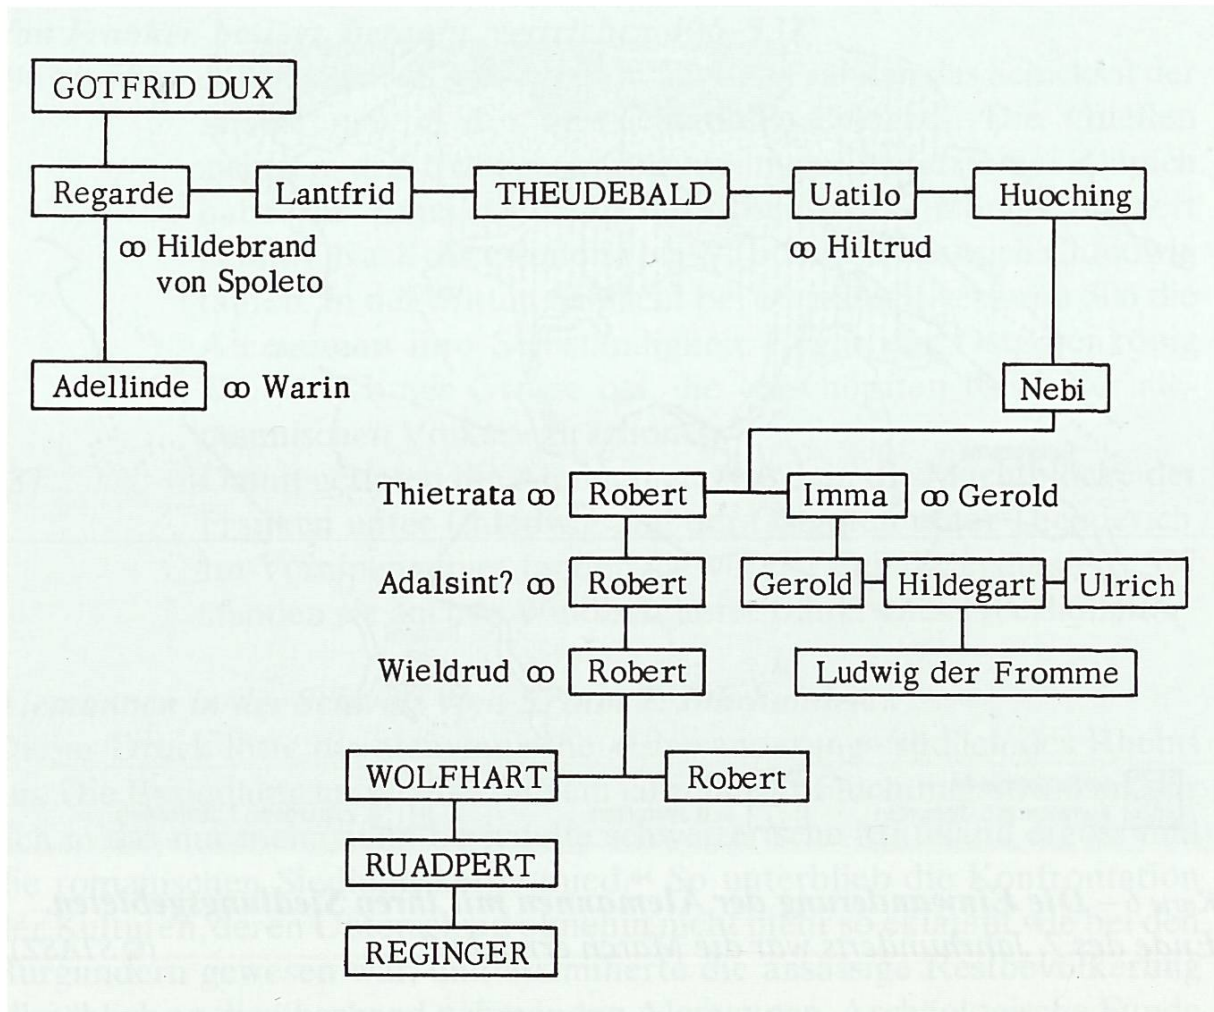 GOTFRID DUX
Regarde Lantfrid THEUDEBALD Uatilo Huoching
∞ Hildebrand von Spoleto
∞ Hiltrud
Adellinde ∞ Warin
Nebi
Thietrata ∞ Robert Imma ∞ Gerold
Adalsint? ∞ Robert Gerold Hildegart Ulrich
Wieldrud ∞ Robert Ludwig der Fromme
WOLFHART Robert
RUADPERT
REGINGER